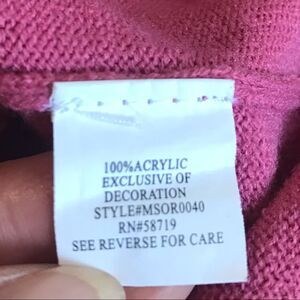 100%ACRYLIC
EXCLUSIVE OF
DECORATION
STYLE#MSOR0040
RN#58719
SEE REVERSE FOR CARE